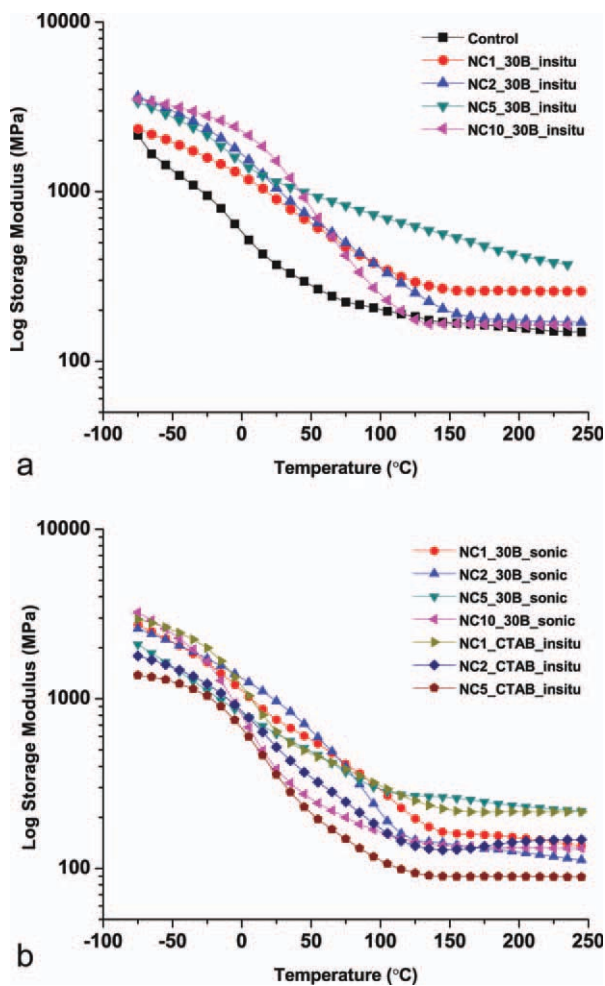 10000
Control
NC1_30B_insitu
NC2_30B_insitu
NC5_30B_insitu
NC10_30B_insitu
1000
100
Log Storage Modulus (MPa)
-100 -50 0 50 100 150 200 250
Temperature (°C)
a
10000
NC1_30B_sonic
NC2_30B_sonic
NC5_30B_sonic
NC10_30B_sonic
NC1_CTAB_insitu
NC2_CTAB_insitu
NC5_CTAB_insitu
1000
100
Log Storage Modulus (MPa)
-100 -50 0 50 100 150 200 250
Temperature (°C)
b